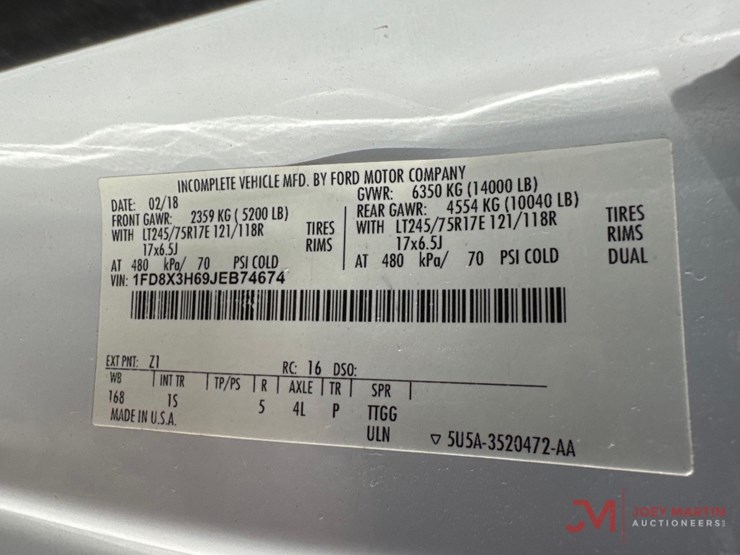 INCOMPLETE VEHICLE MFD. BY FORD MOTOR COMPANY
DATE: 02/18 GVWR: 6350 KG (14000 LB)
FRONT GAWR: 2359 KG (5200 LB) REAR GAWR: 4554 KG (10040 LB)
WITH LT245/75R17E 121/118R TIRES WITH LT245/75R17E 121/118R TIRES
17x6.5J RIMS 17x6.5J RIMS
AT 480 kPa/ 70 PSI COLD AT 480 kPa/ 70 PSI COLD DUAL
VIN: 1FD8X3H69JEB74674
EXT PNT: Z1 RC: 16 DSO:
WB INT TR TP/PS R AXLE TR SPR
168 1S 5 4L P TTGG
MADE IN U.S.A. ULN 5U5A-3520472-AA
JM JOEY MARTIN
AUCTIONEERS